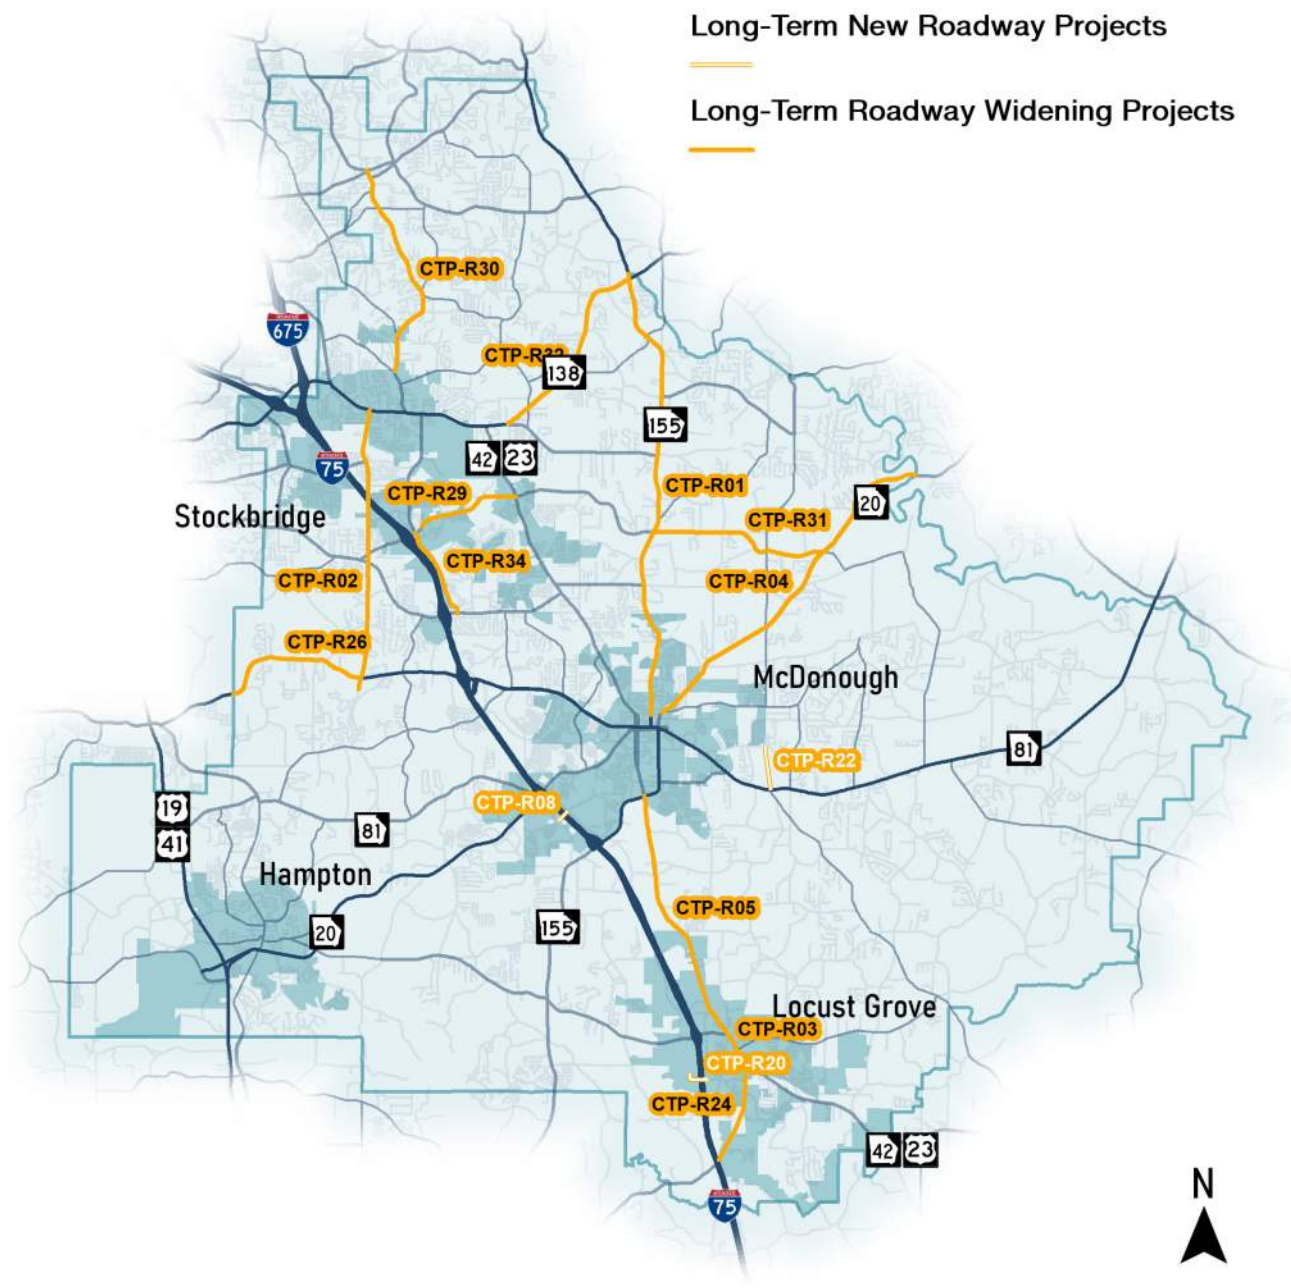 Long-Term New Roadway Projects
Long-Term Roadway Widening Projects
CTP-R30
675
CTP-R32
138
155
42 23
75
CTP-R29
CTP-R01
20
Stockbridge
CTP-R31
CTP-R34
CTP-R02
CTP-R04
CTP-R26
McDonough
CTP-R22
81
19
CTP-R08
41
81
Hampton
CTP-R05
20
155
Locust Grove
CTP-R03
CTP-R20
CTP-R24
42 23
N
75